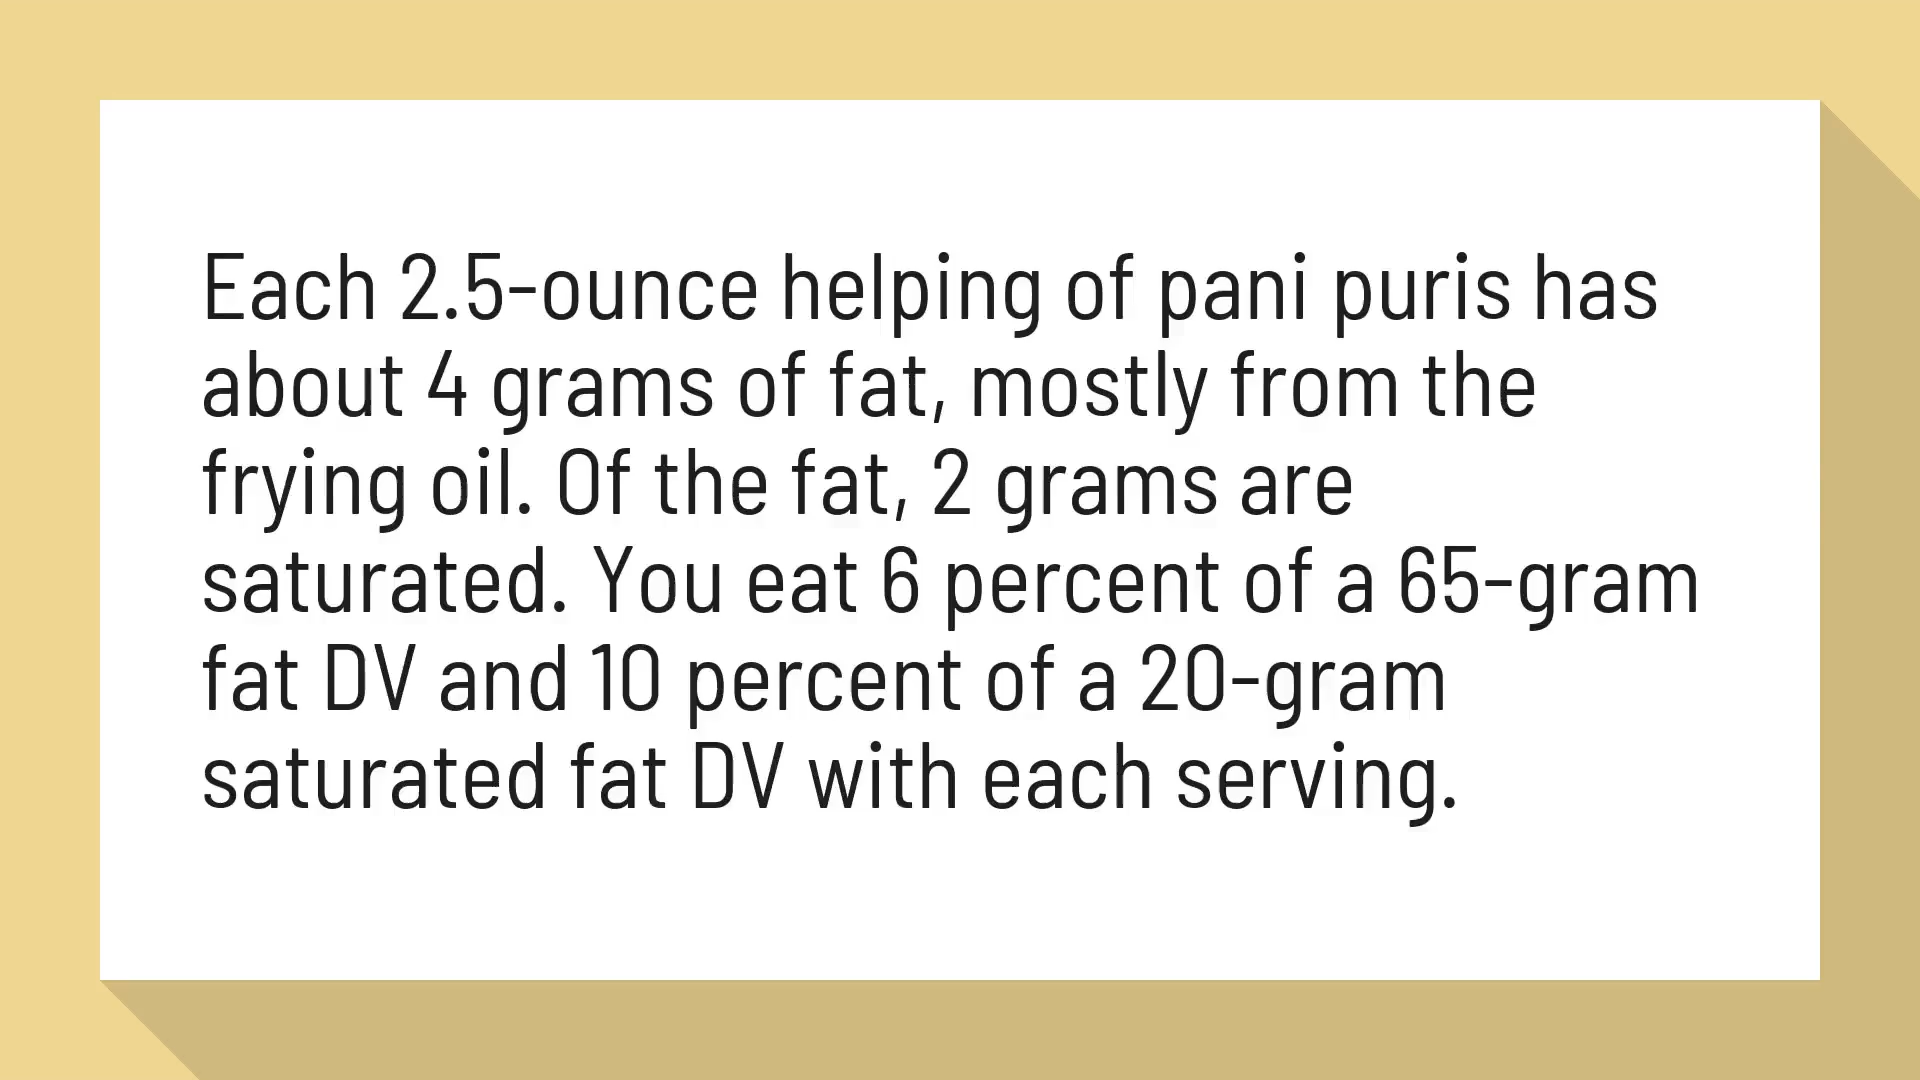 Each 2.5-ounce helping of pani puris has
about 4 grams of fat, mostly from the
frying oil. Of the fat, 2 grams are
saturated. You eat 6 percent of a 65-gram
fat DV and 10 percent of a 20-gram
saturated fat DV with each serving.